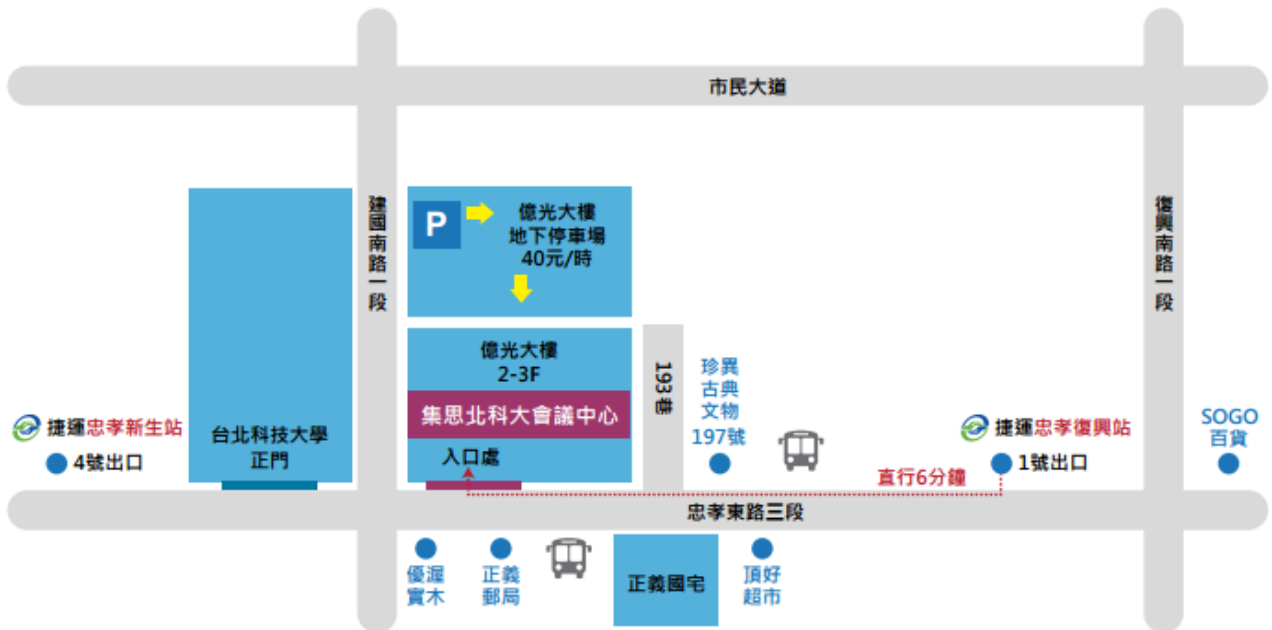 市民大道
建國南路一段
復興南路一段
P
億光大樓
地下停車場
40元/時
億光大樓
2-3F
集思北科大會議中心
入口處
193巷
珍異
古典
文物
197號
捷運忠孝新生站
4號出口
台北科技大學
正門
捷運忠孝復興站
1號出口
SOGO
百貨
直行6分鐘
忠孝東路三段
優渥
實木
正義
郵局
正義國宅
頂好
超市